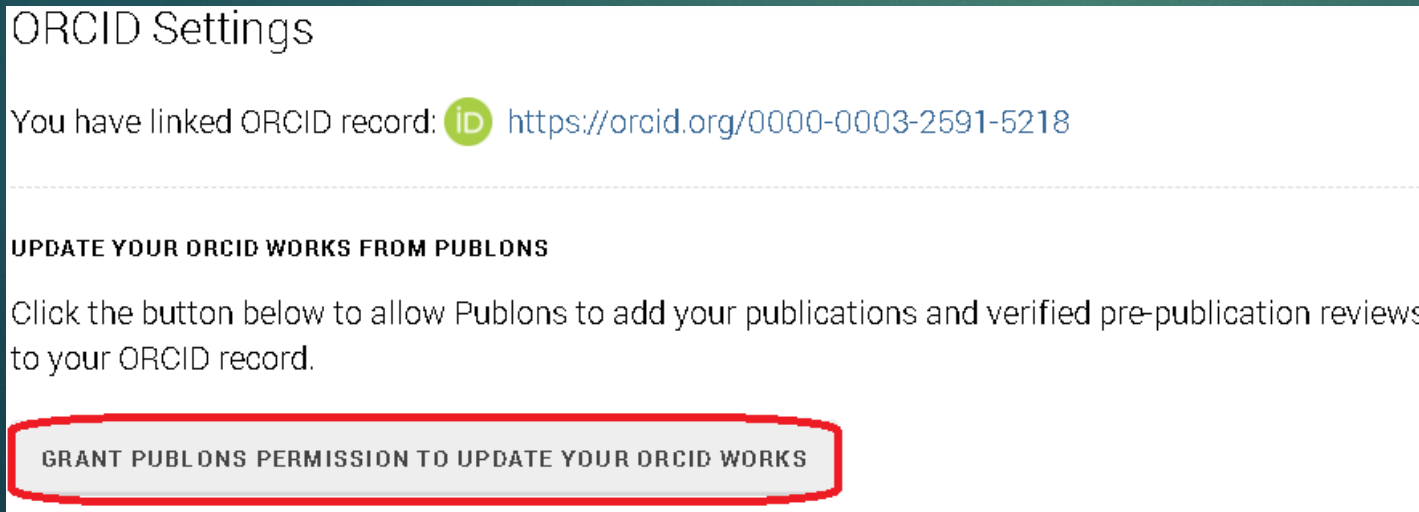 ORCID Settings
You have linked ORCID record: iD https://orcid.org/0000-0003-2591-5218
UPDATE YOUR ORCID WORKS FROM PUBLONS
Click the button below to allow Publons to add your publications and verified pre-publication reviews
to your ORCID record.
GRANT PUBLONS PERMISSION TO UPDATE YOUR ORCID WORKS